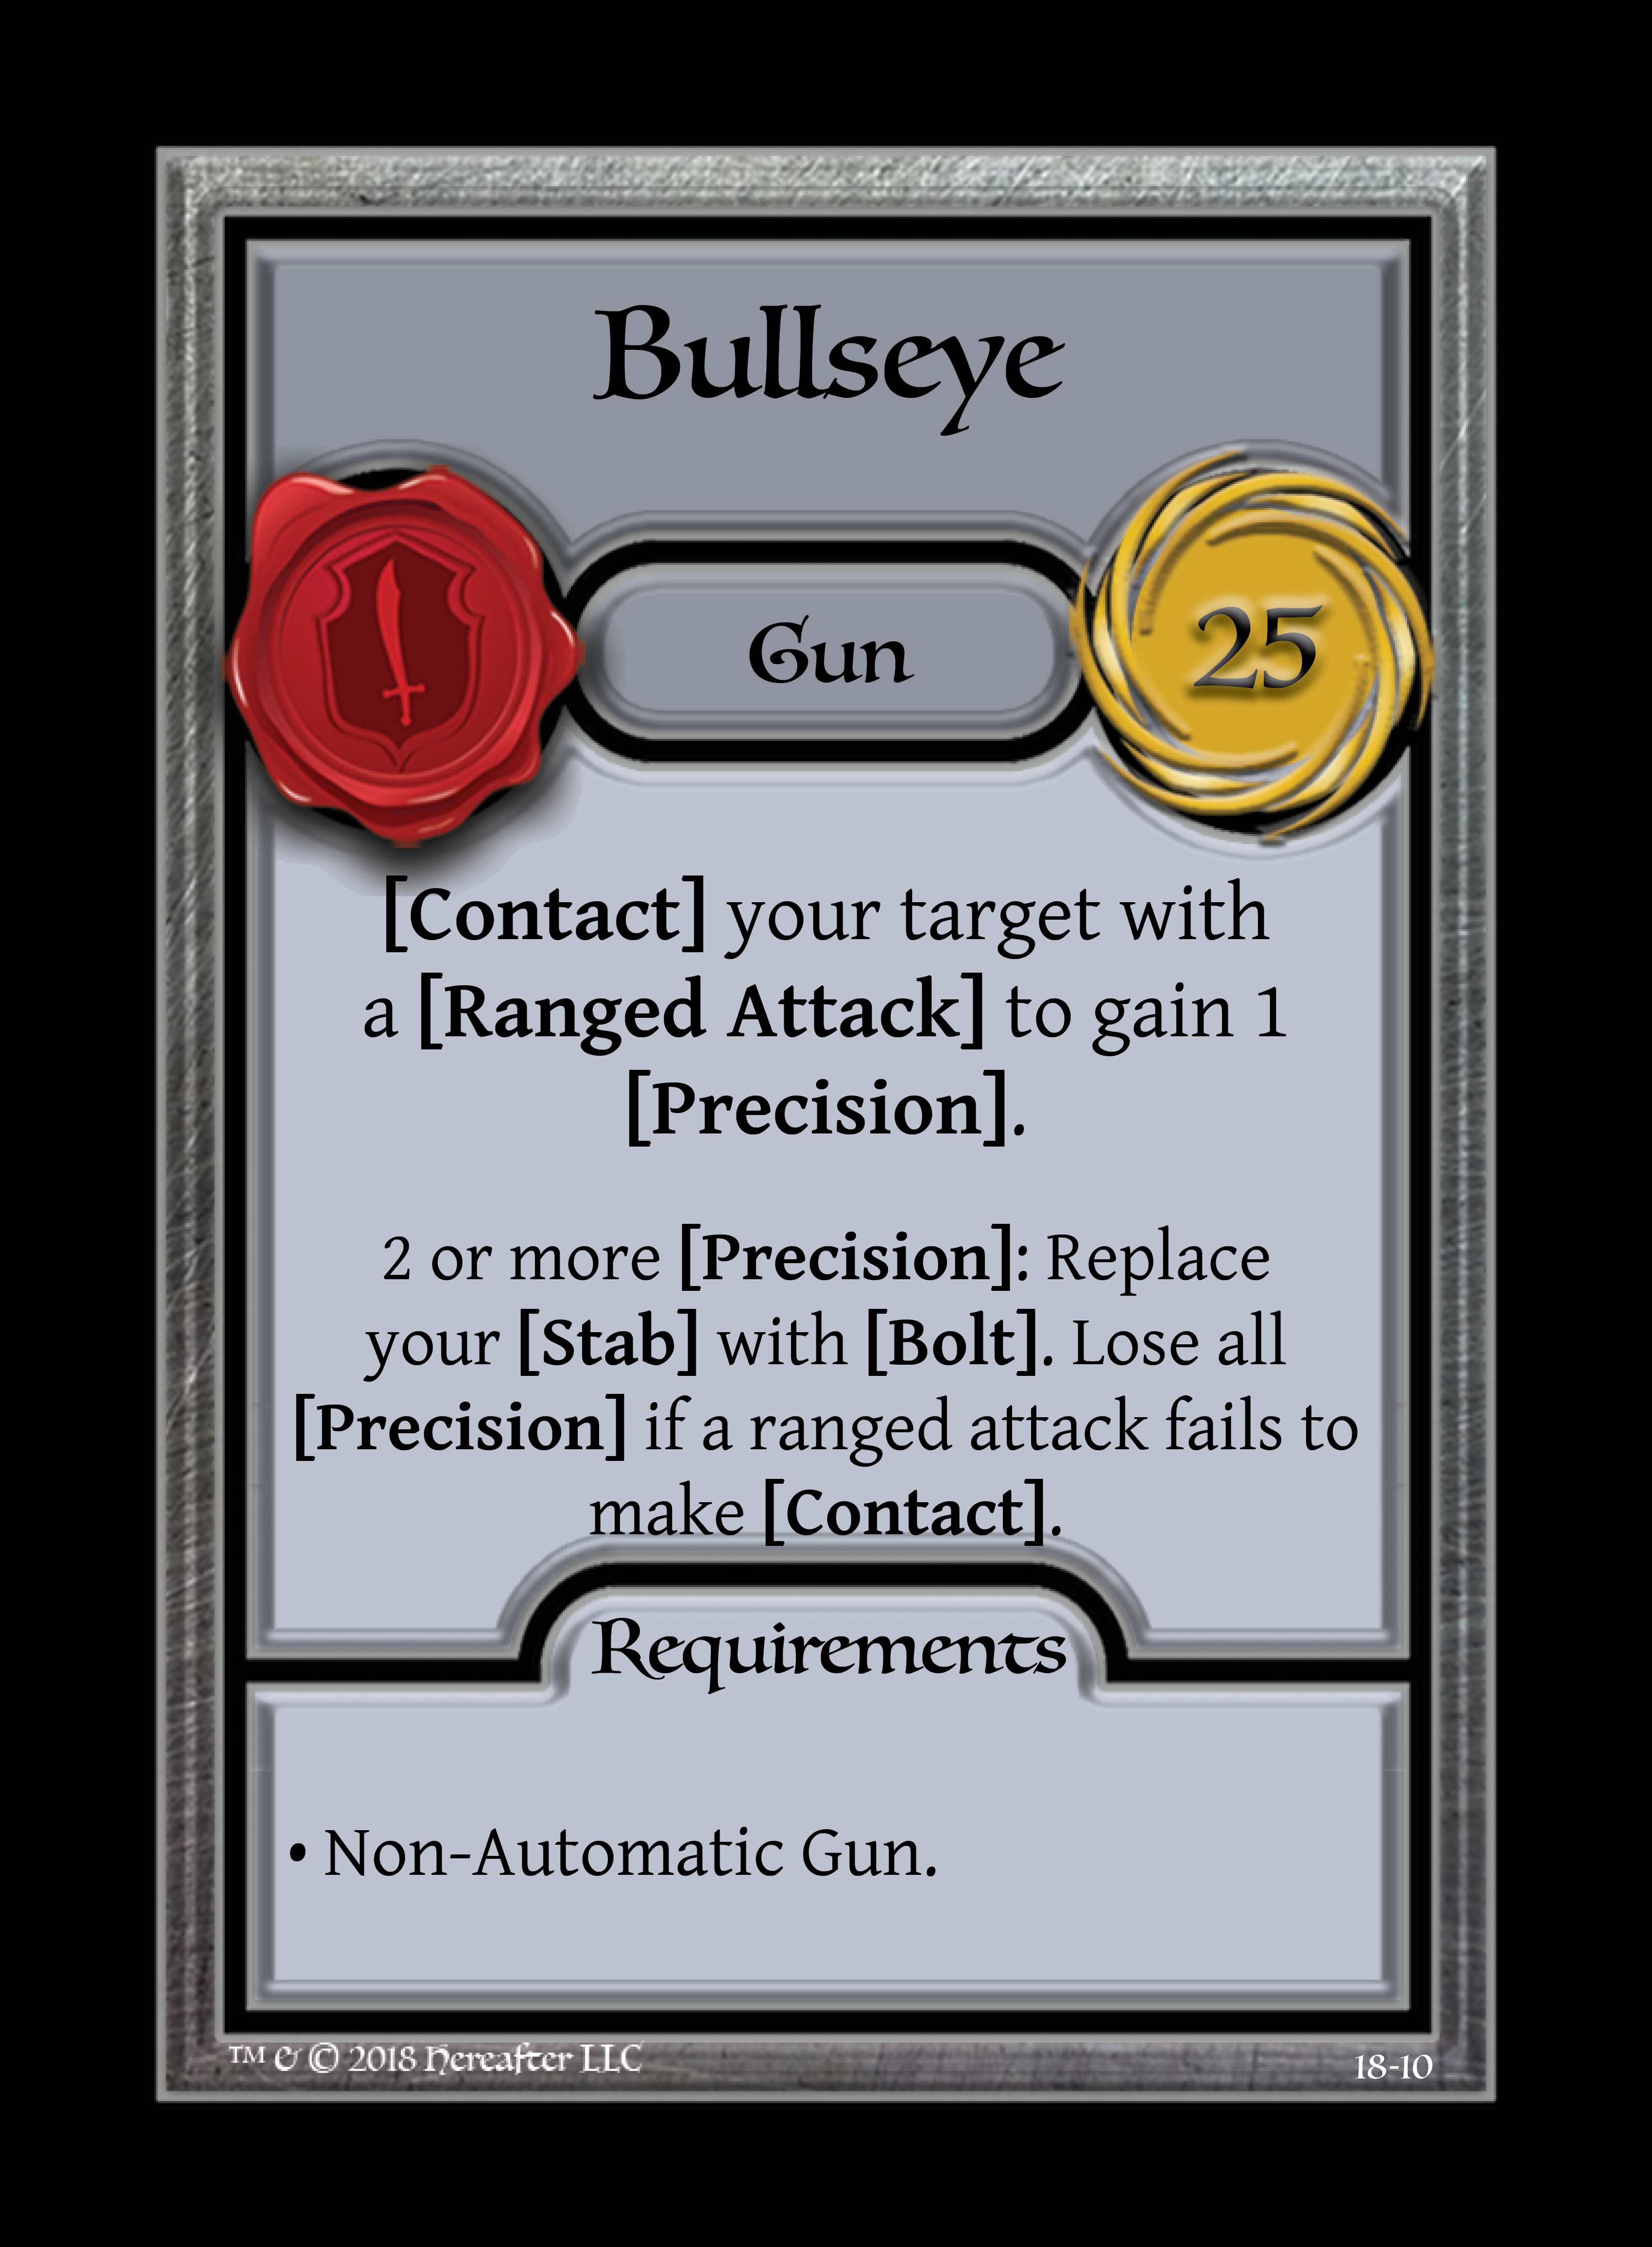 Bullseye
Gun
25
[Contact] your target with
a [Ranged Attack] to gain 1
[Precision].
2 or more [Precision]: Replace
your [Stab] with [Bolt]. Lose all
[Precision] if a ranged attack fails to
make [Contact].
Requirements
• Non-Automatic Gun.
™ & © 2018 Hereafter LLC
18-10